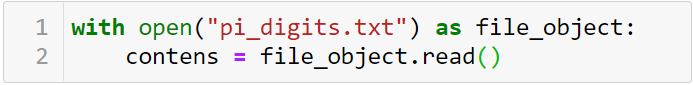 1 with open("pi_digits.txt") as file_object:
2     contens = file_object.read()